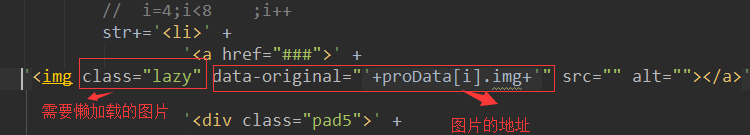 //  i=4;i<8    ;i++
str+='<li>' +
'<a href="###">' +
'<img class="lazy" data-original="'+proData[i].img+'" src="" alt=""></a>'
需要懒加载的图片
图片的地址
'<div class="pad5">' +